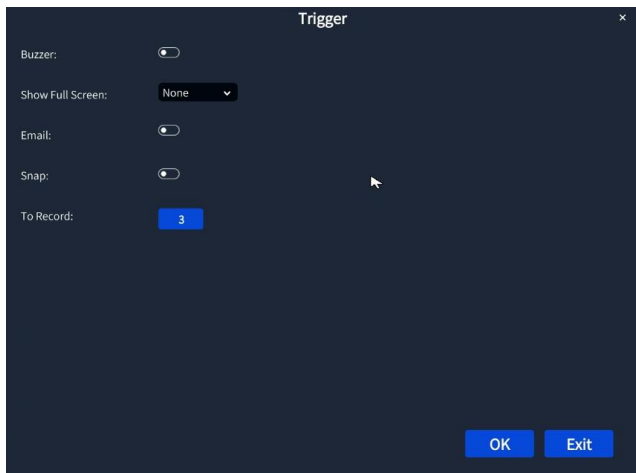 Trigger
×
Buzzer:
Show Full Screen: None
Email:
Snap:
To Record: 3
OK Exit